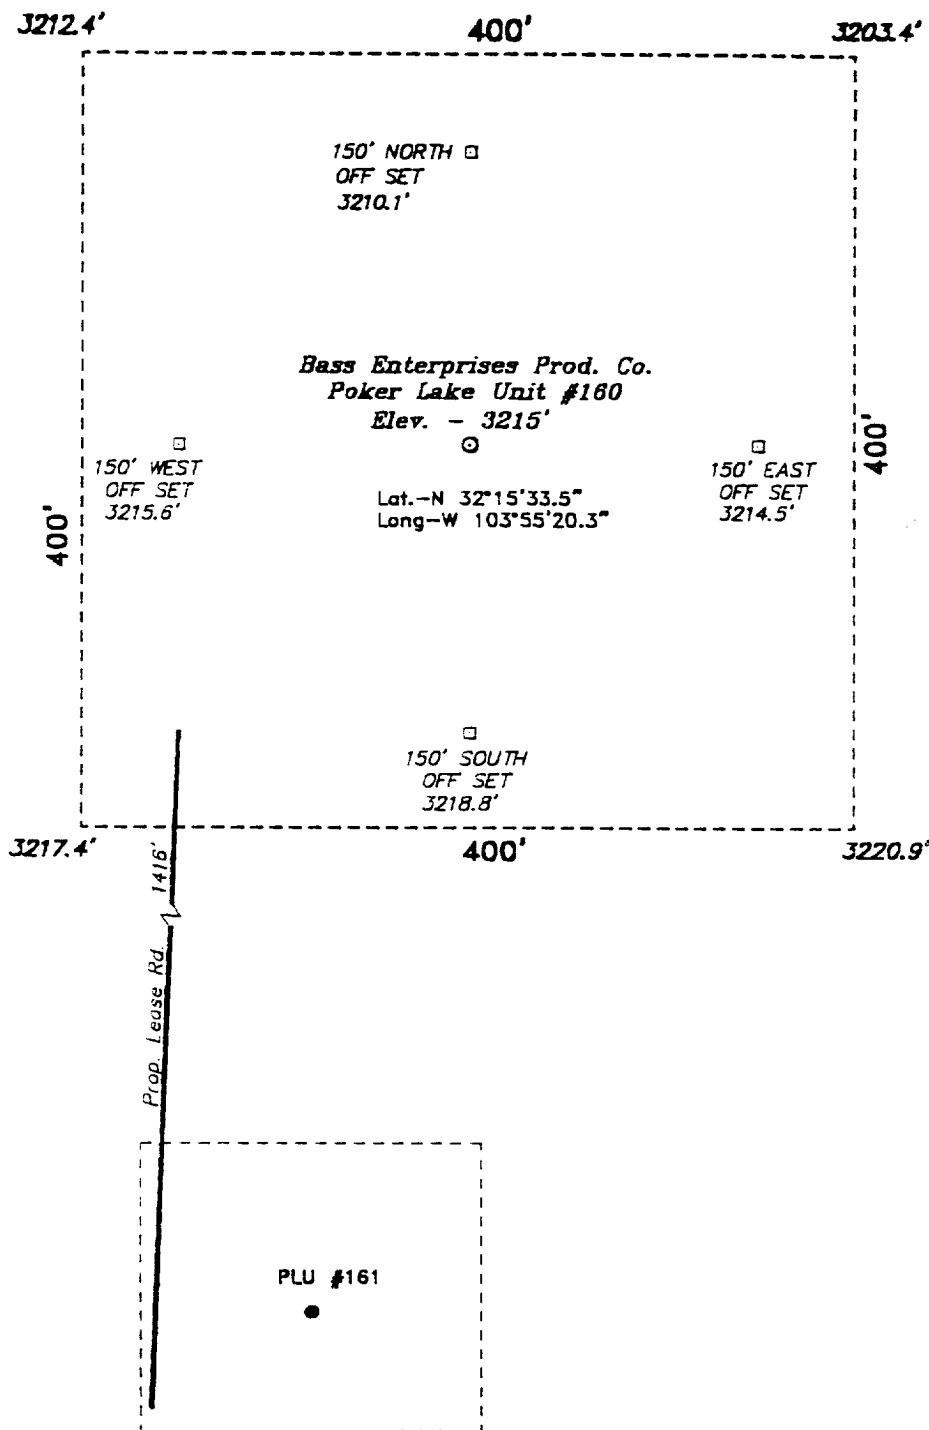 3212.4'
400'
3203.4'
150' NORTH
OFF SET
3210.1'
Bass Enterprises Prod. Co.
Poker Lake Unit #160
Elev. - 3215'
150' WEST
OFF SET
3215.6'
Lat.-N 32°15'33.5"
Long-W 103°55'20.3"
150' EAST
OFF SET
3214.5'
400'
400'
150' SOUTH
OFF SET
3218.8'
3217.4'
400'
3220.9'
Prop. Lease Rd. 1416'
PLU #161